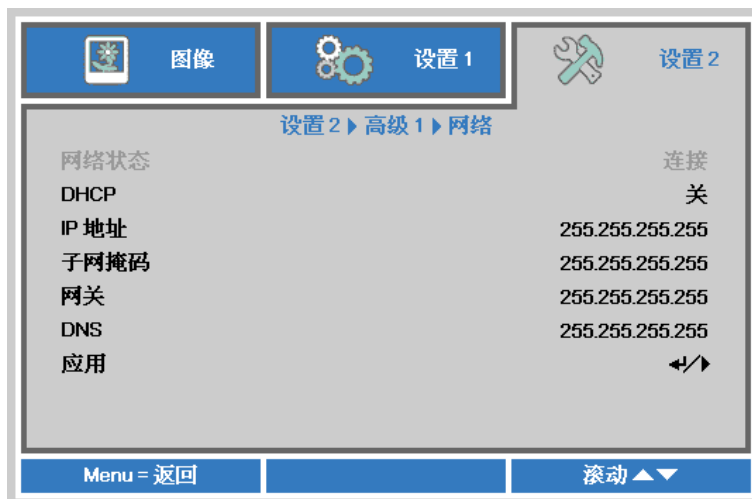 图像
设置 1
设置 2
设置 2 ▶ 高级 1 ▶ 网络
网络状态 连接
DHCP 关
IP 地址 255.255.255.255
子网掩码 255.255.255.255
网关 255.255.255.255
DNS 255.255.255.255
应用 ↵/▶
Menu = 返回
滚动 ▲▼